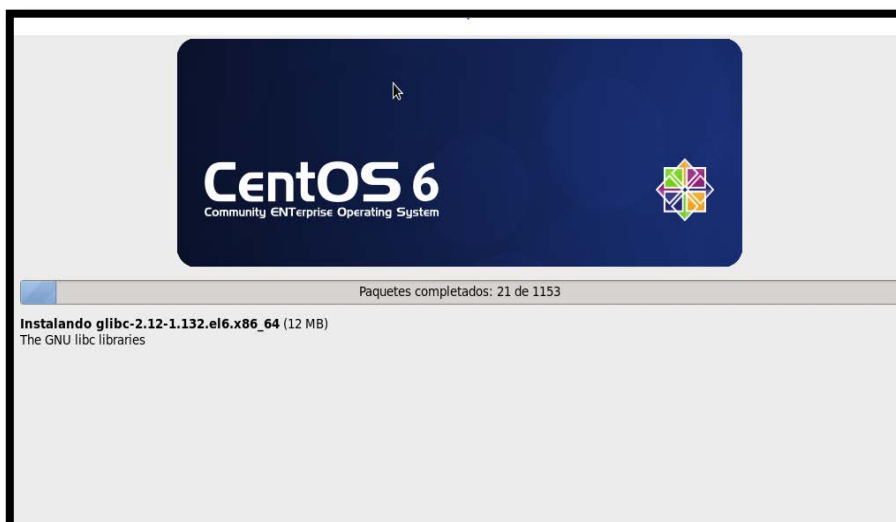 CentOS 6
Community ENTerprise Operating System
Paquetes completados: 21 de 1153
Instalando glibc-2.12-1.132.el6.x86_64 (12 MB)
The GNU libc libraries